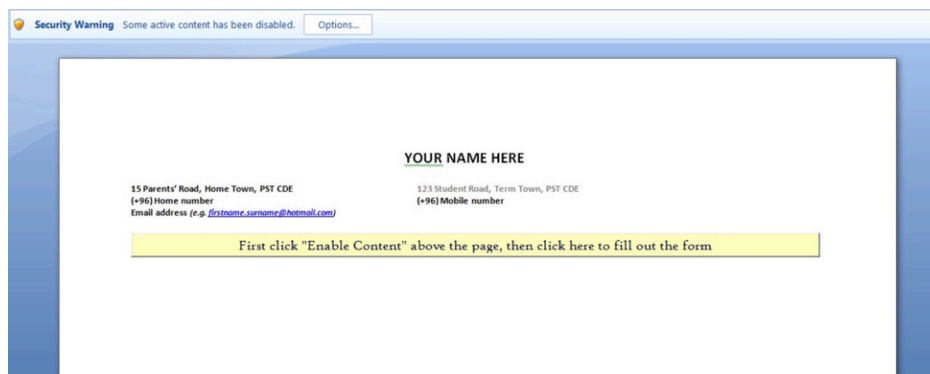 Security Warning Some active content has been disabled. Options...
YOUR NAME HERE
15 Parents' Road, Home Town, PST CDE 123 Student Road, Term Town, PST CDE
(+96) Home number (+96) Mobile number
Email address (e.g. firstname.surname@hotmail.com)
First click "Enable Content" above the page, then click here to fill out the form